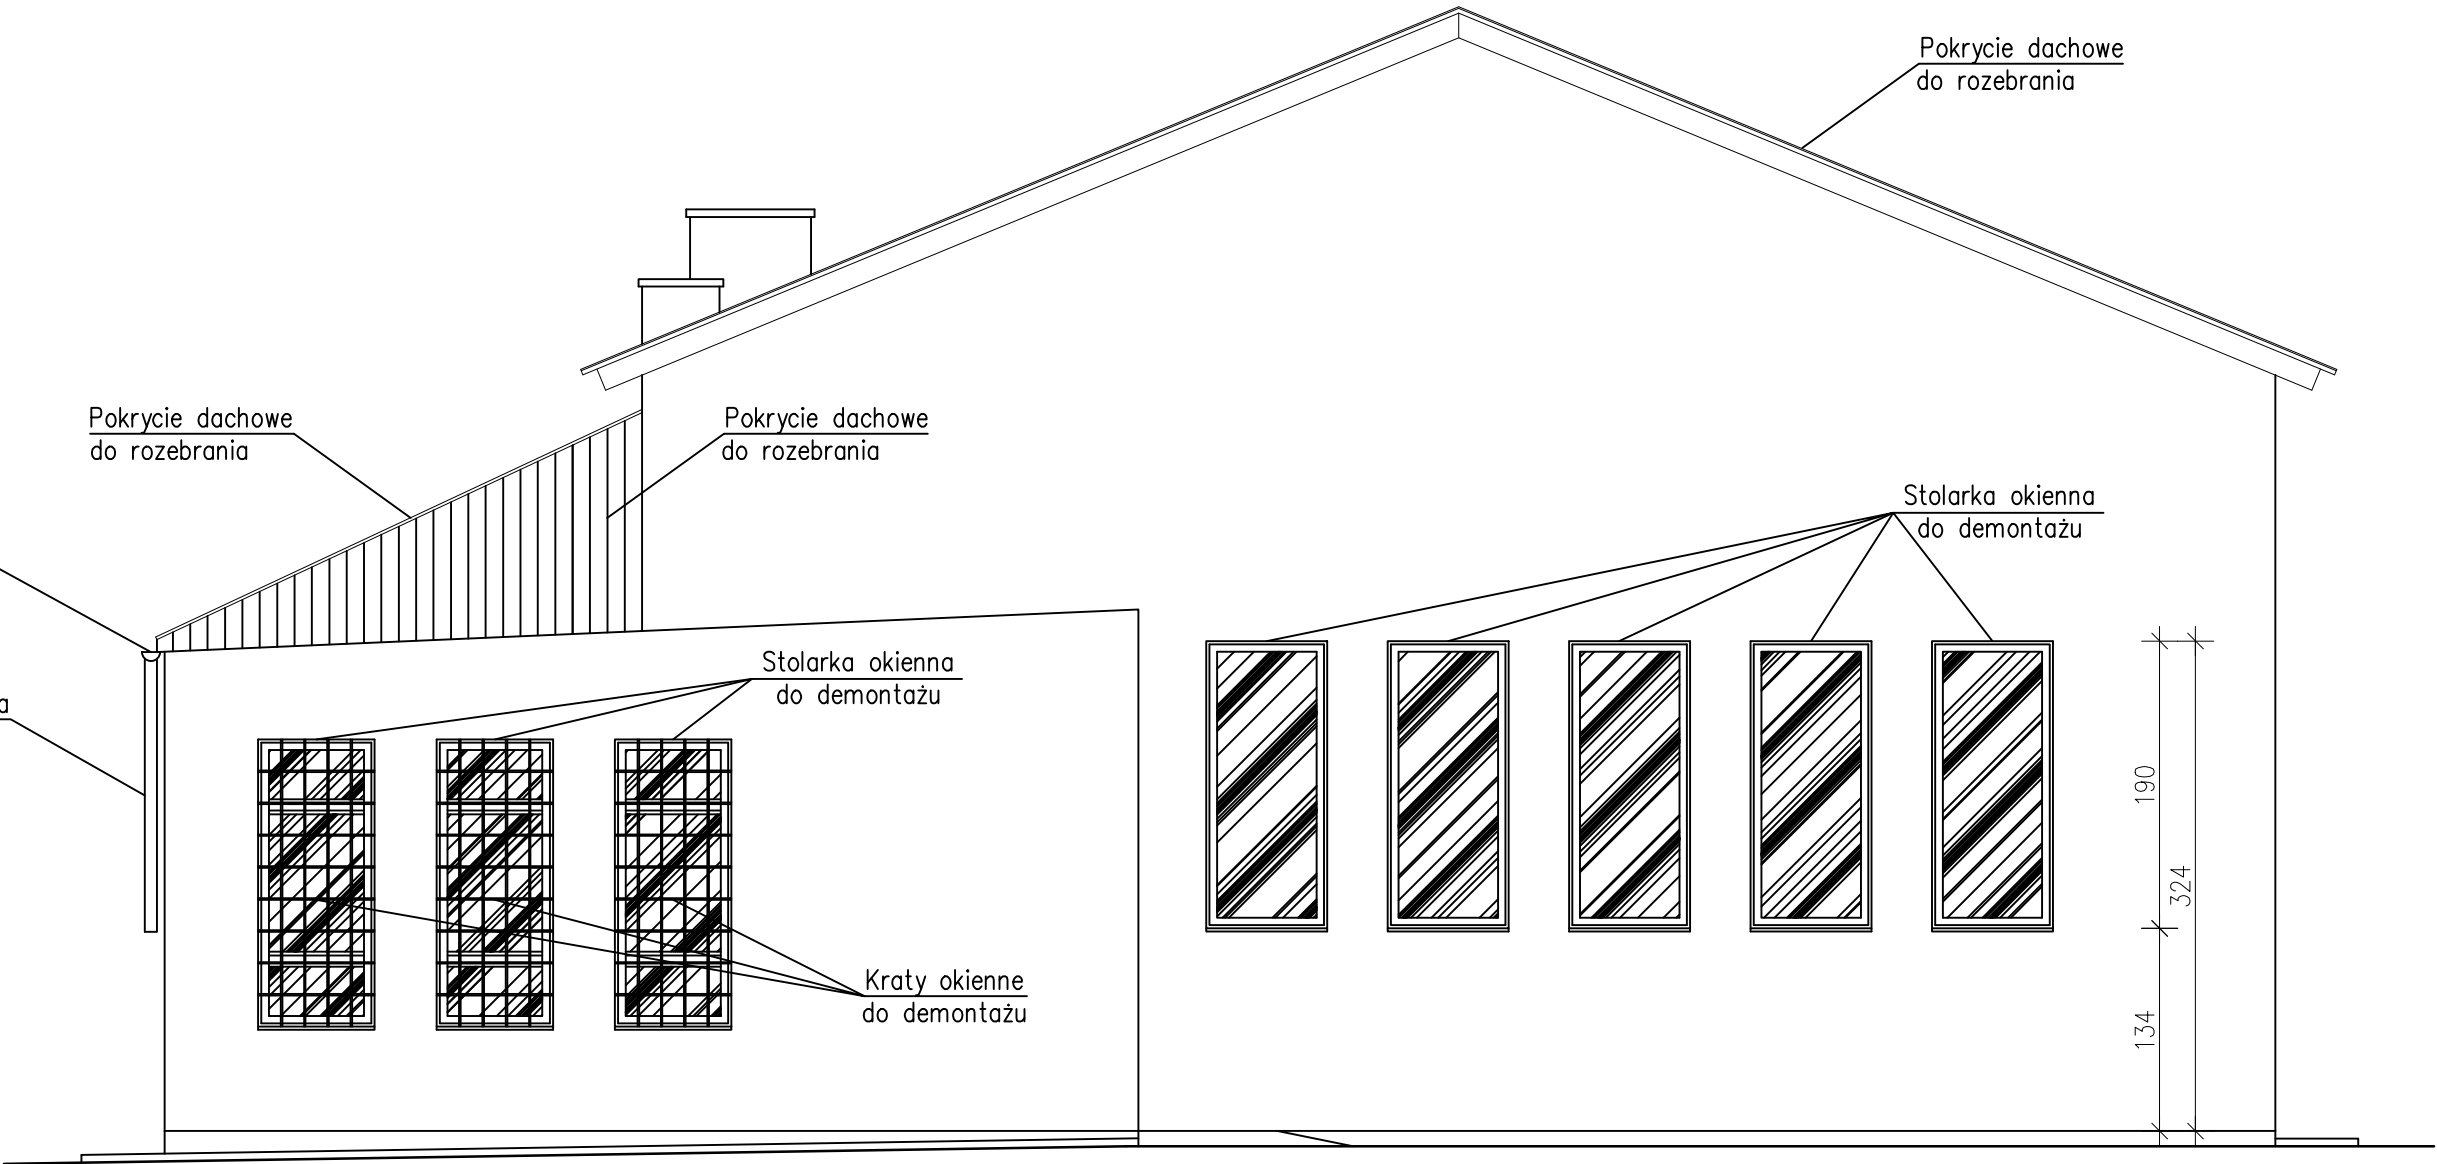 Pokrycie dachowe
do rozebrania
Pokrycie dachowe
do rozebrania
Pokrycie dachowe
do rozebrania
Stolarka okienna
do demontażu
Stolarka okienna
do demontażu
a
190
324
Kraty okienne
do demontażu
134